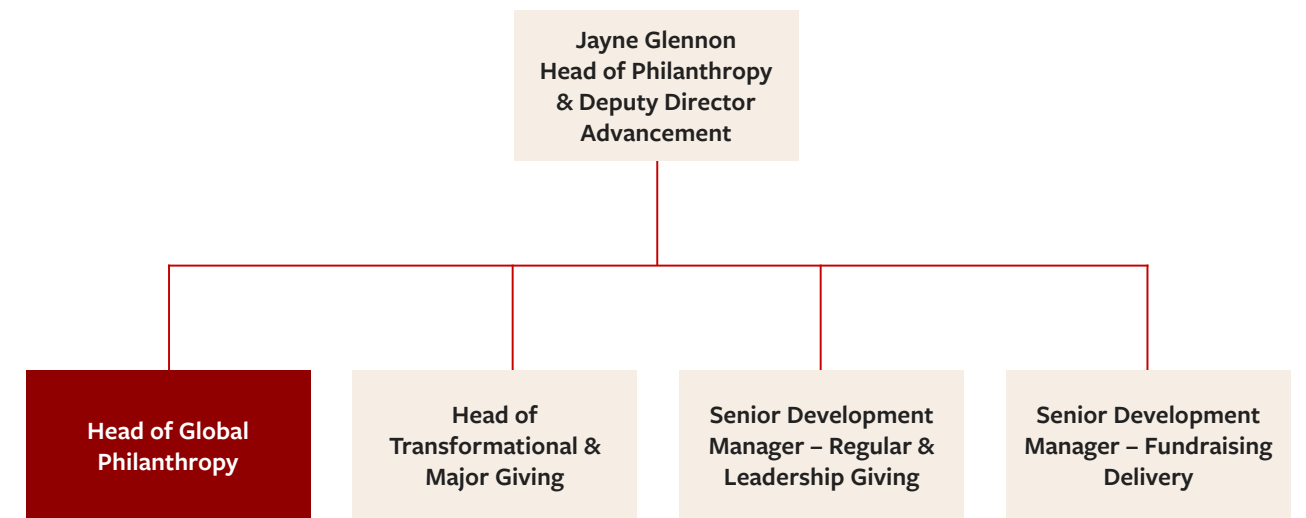 Jayne Glennon
Head of Philanthropy
& Deputy Director
Advancement
Head of Global
Philanthropy
Head of
Transformational &
Major Giving
Senior Development
Manager – Regular &
Leadership Giving
Senior Development
Manager – Fundraising
Delivery